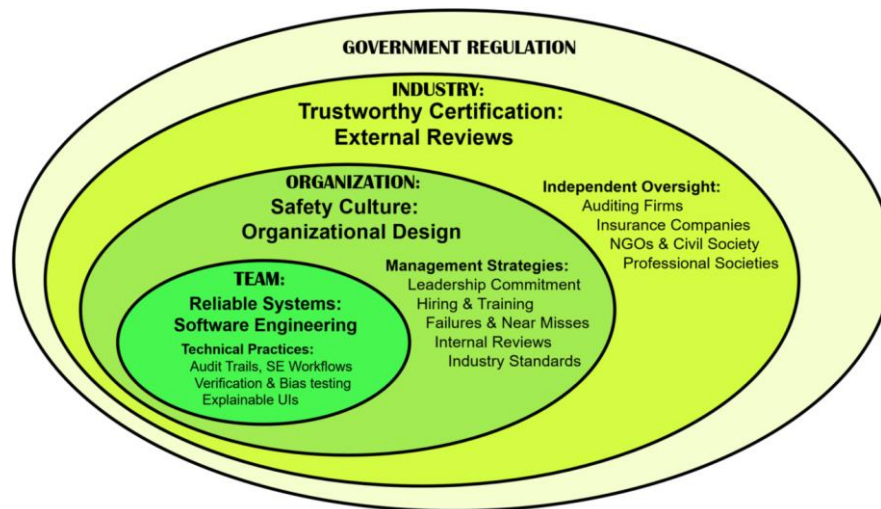 GOVERNMENT REGULATION
INDUSTRY:
Trustworthy Certification:
External Reviews
Independent Oversight:
Auditing Firms
Insurance Companies
NGOs & Civil Society
Professional Societies
ORGANIZATION:
Safety Culture:
Organizational Design
Management Strategies:
Leadership Commitment
Hiring & Training
Failures & Near Misses
Internal Reviews
Industry Standards
TEAM:
Reliable Systems:
Software Engineering
Technical Practices:
Audit Trails, SE Workflows
Verification & Bias testing
Explainable UIs